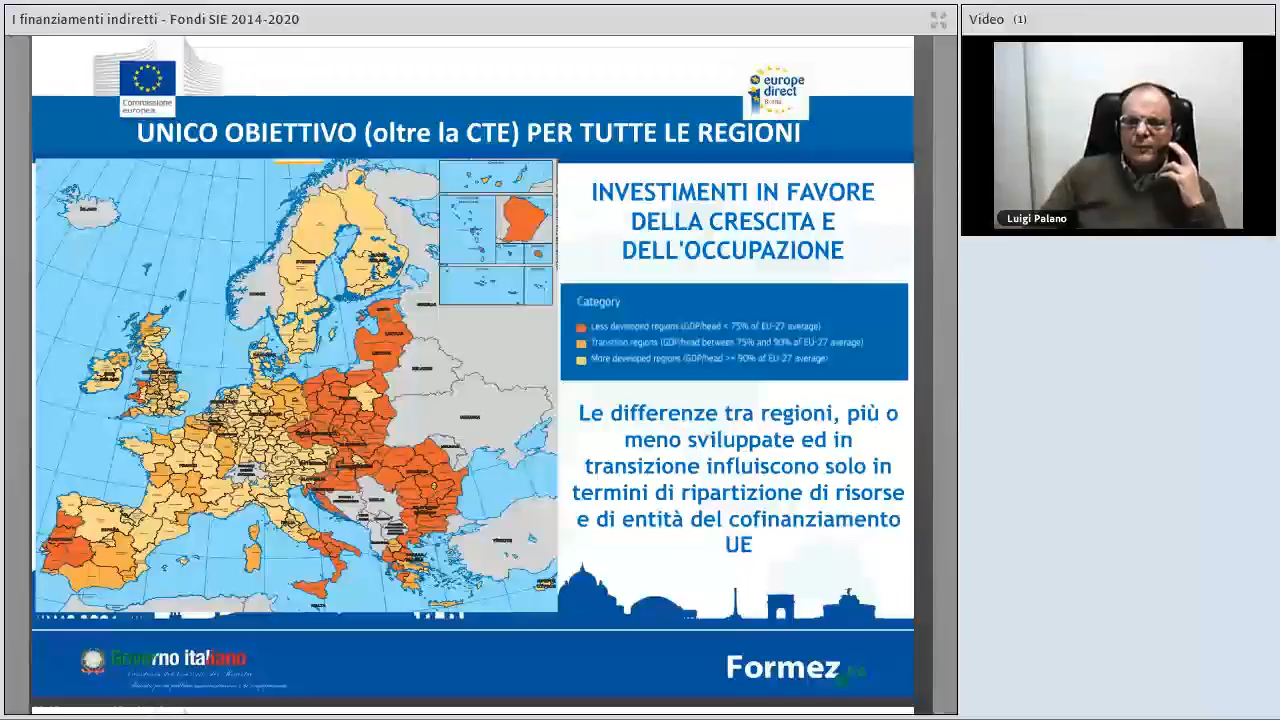 I finanziamenti indiretti - Fondi SIE 2014-2020
Video (1)
Commissione
europea
europe
direct
Roma
UNICO OBIETTIVO (oltre la CTE) PER TUTTE LE REGIONI
Luigi Palano
INVESTIMENTI IN FAVORE
DELLA CRESCITA E
DELL'OCCUPAZIONE
Category
Less developed regions (GDP/head < 75% of EU-27 average)
Transition regions (GDP/head between 75% and 90% of EU-27 average)
More developed regions (GDP/head >= 90% of EU-27 average)
Le differenze tra regioni, più o
meno sviluppate ed in
transizione influiscono solo in
termini di ripartizione di risorse
e di entità del cofinanziamento
UE
Governo italiano
Formez